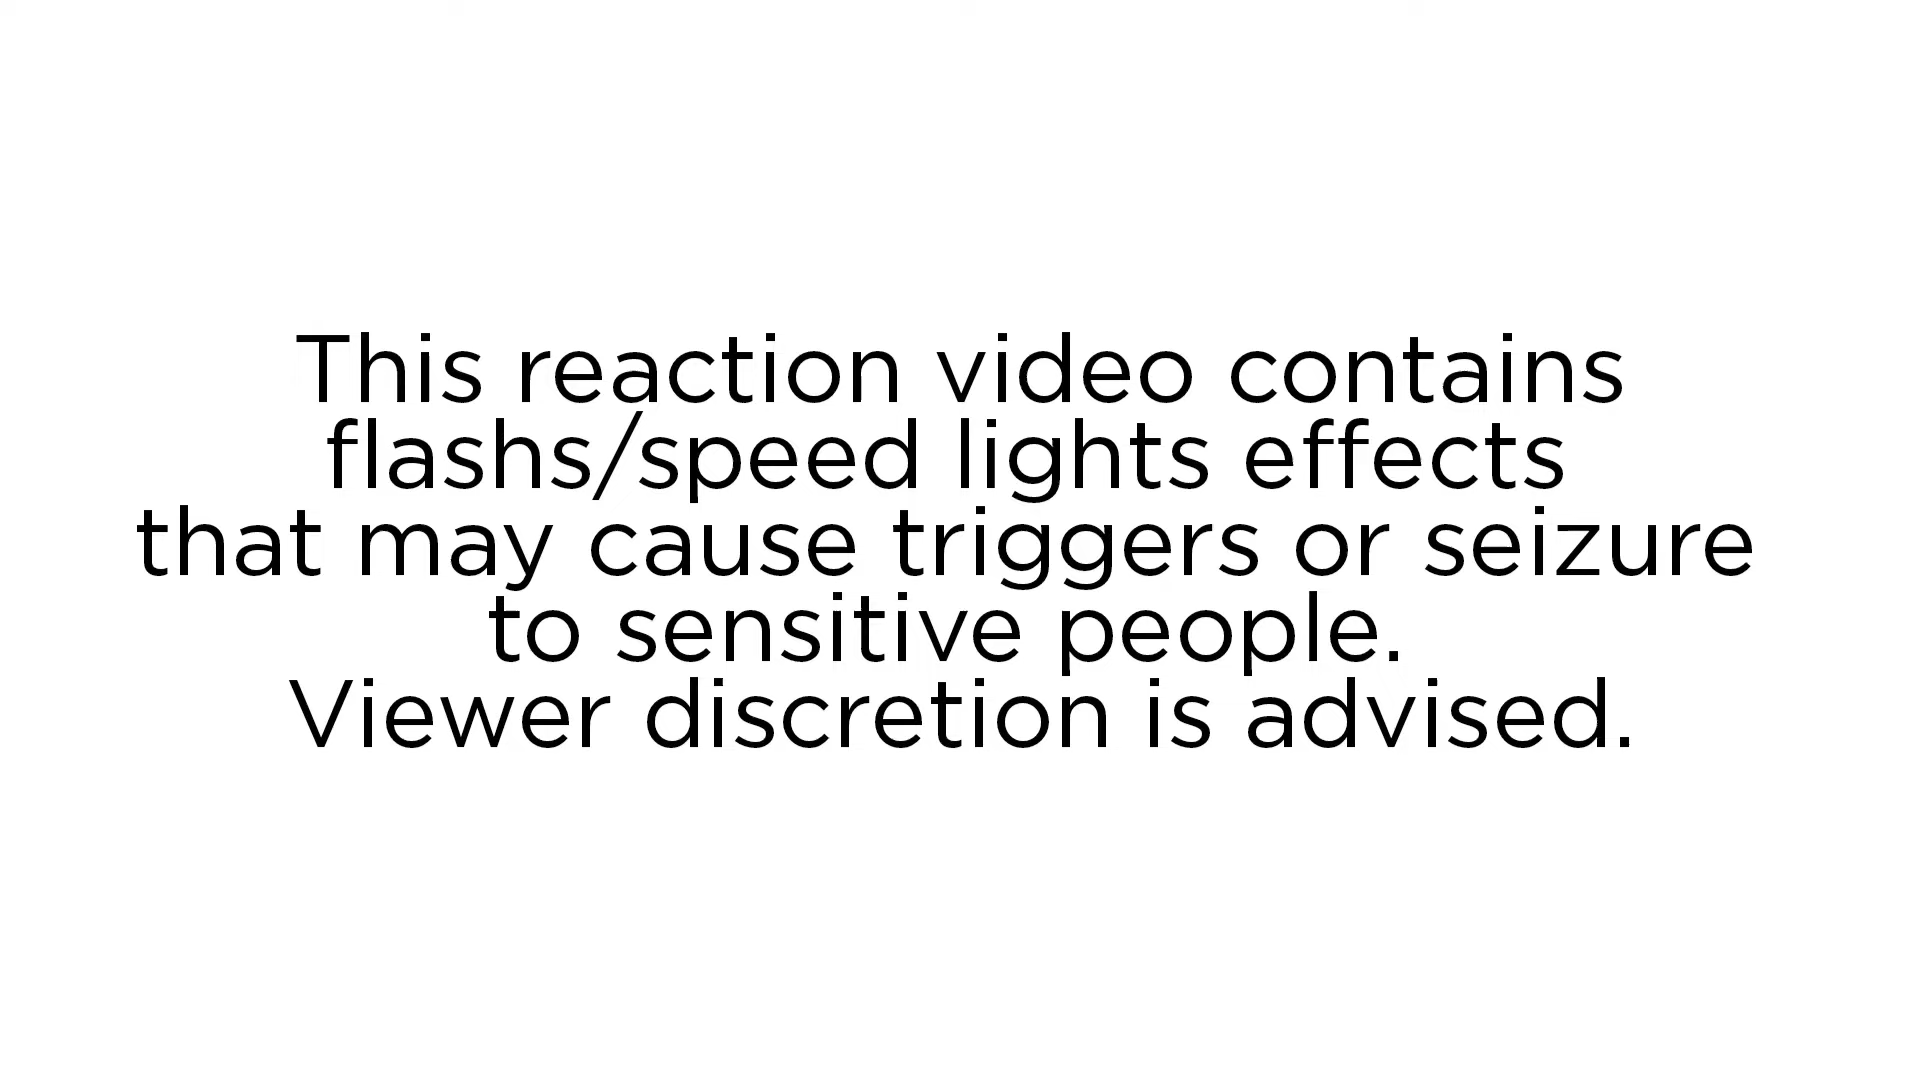 This reaction video contains
flashs/speed lights effects
that may cause triggers or seizure
to sensitive people.
Viewer discretion is advised.